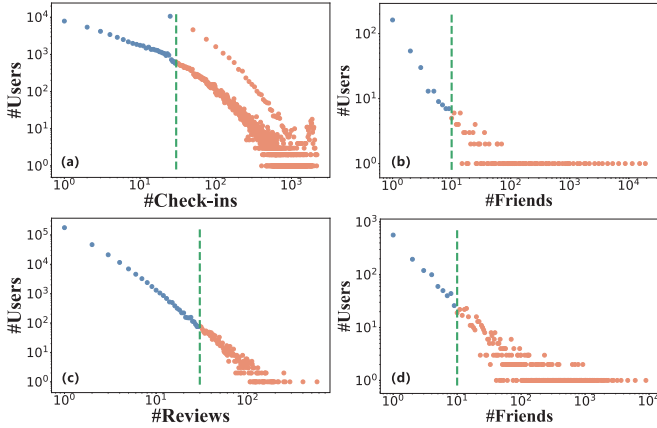 #Users
10⁴
10³
10²
10¹
10⁰
(a)
10⁰ 10¹ 10² 10³
#Check-ins
#Users
10²
10¹
10⁰
(b)
10⁰ 10¹ 10² 10³ 10⁴
#Friends
#Users
10⁵
10⁴
10³
10²
10¹
10⁰
(c)
10⁰ 10¹ 10²
#Reviews
#Users
10³
10²
10¹
10⁰
(d)
10⁰ 10¹ 10² 10³ 10⁴
#Friends